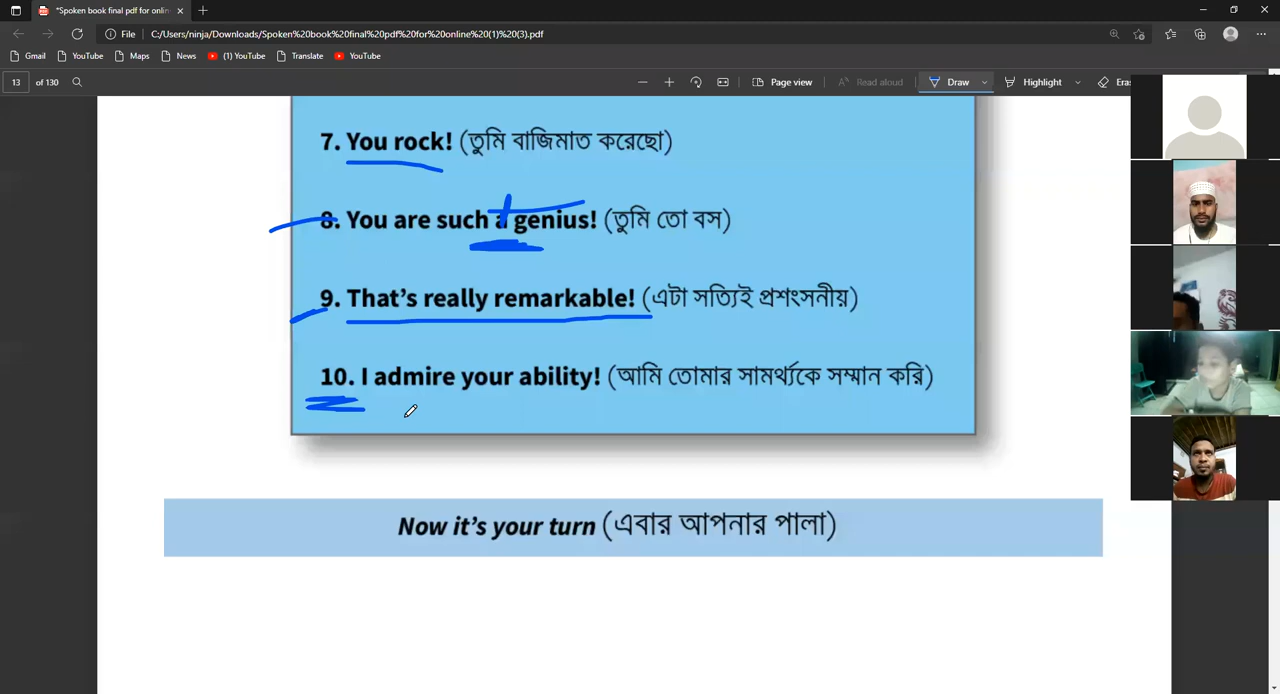 "Spoken book final pdf for onlin
File
C:/Users/ninja/Downloads/Spoken%20book%20final%20pdf%20for%20online%20(1)%20(3).pdf
Gmail YouTube Maps News (1) YouTube Translate YouTube
13 of 130 Page view Read aloud Draw Highlight Eras
7. You rock! (তুমি বাজিমাত করেছো)
8. You are such a genius! (তুমি তো বস)
9. That's really remarkable! (এটা সত্যিই প্রশংসনীয়)
10. I admire your ability! (আমি তোমার সামর্থ্যকে সম্মান করি)
Now it's your turn (এবার আপনার পালা)